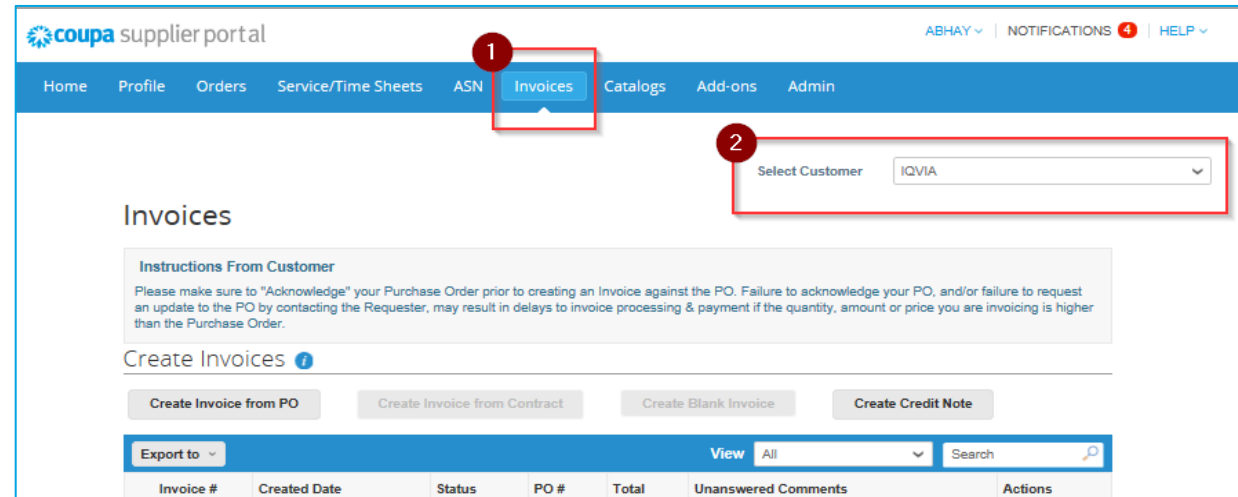 coupa supplier portal
ABHAY NOTIFICATIONS 4 HELP
1
Home Profile Orders Service/Time Sheets ASN Invoices Catalogs Add-ons Admin
2
Select Customer IQVIA
Invoices
Instructions From Customer
Please make sure to "Acknowledge" your Purchase Order prior to creating an Invoice against the PO. Failure to acknowledge your PO, and/or failure to request
an update to the PO by contacting the Requester, may result in delays to invoice processing & payment if the quantity, amount or price you are invoicing is higher
than the Purchase Order.
Create Invoices i
Create Invoice from PO Create Invoice from Contract Create Blank Invoice Create Credit Note
Export to View All Search
Invoice # Created Date Status PO # Total Unanswered Comments Actions